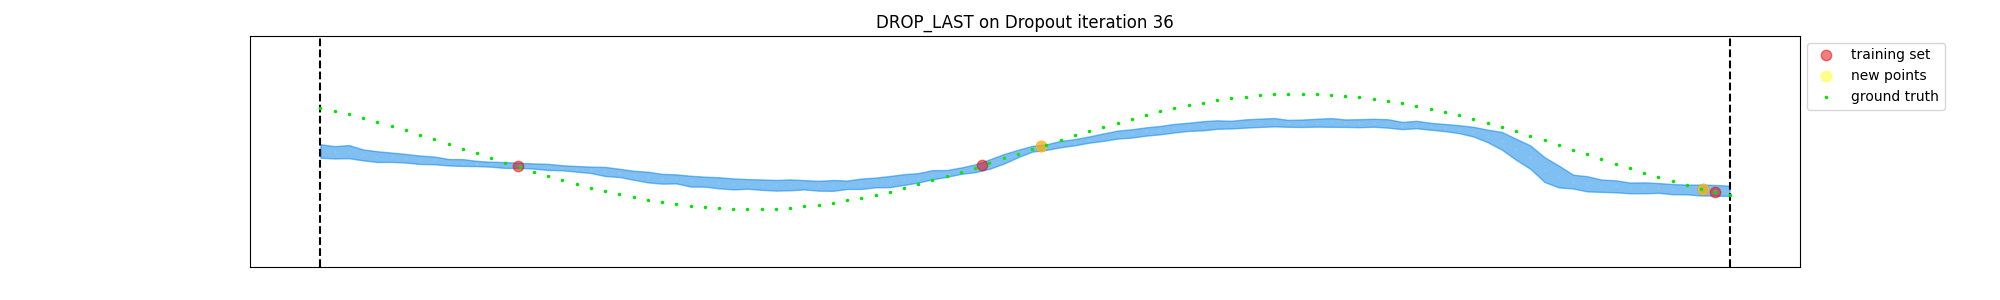 DROP_LAST on Dropout iteration 36
training set
new points
ground truth